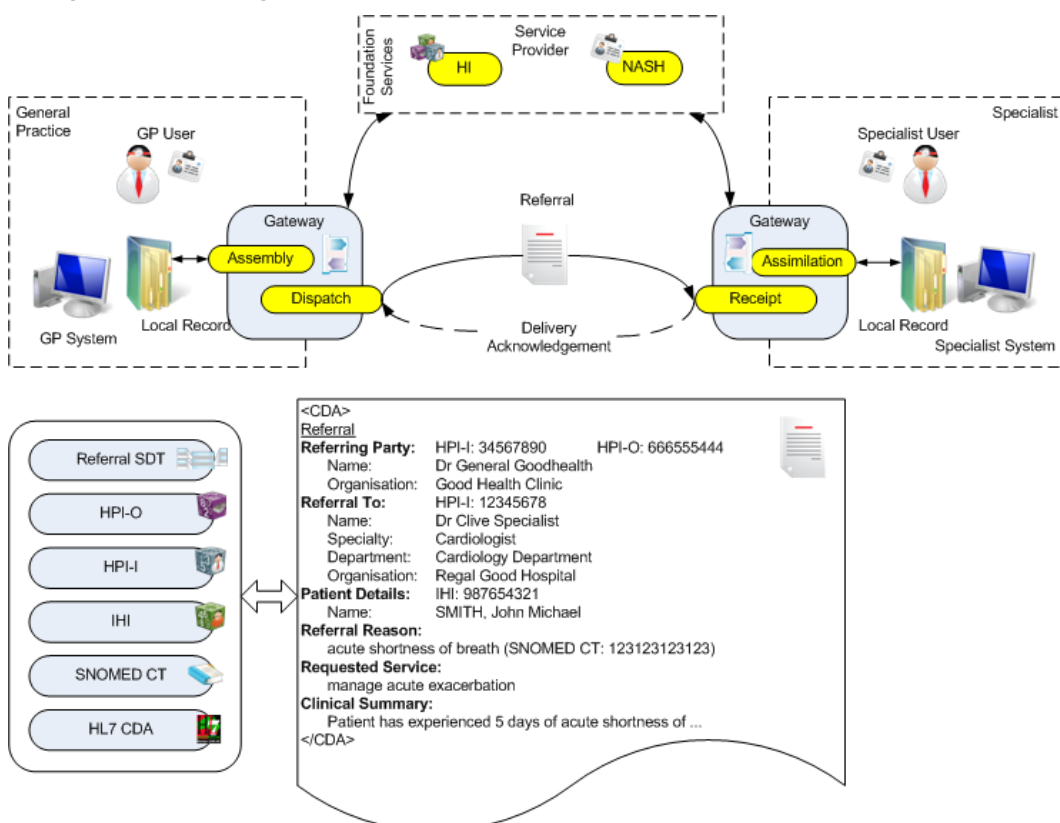 Service
Provider
Foundation
Services
HI
NASH
General
Practice
GP User
Specialist
Specialist User
Referral
Gateway
Gateway
Assembly
Assimilation
Dispatch
Receipt
Local Record
GP System
Delivery
Acknowledgement
Local Record
Specialist System
Referral SDT
HPI-O
HPI-I
IHI
SNOMED CT
HL7 CDA
<CDA>
Referral
Referring Party: HPI-I: 34567890 HPI-O: 666555444
Name: Dr General Goodhealth
Organisation: Good Health Clinic
Referral To: HPI-I: 12345678
Name: Dr Clive Specialist
Specialty: Cardiologist
Department: Cardiology Department
Organisation: Regal Good Hospital
Patient Details: IHI: 987654321
Name: SMITH, John Michael
Referral Reason:
acute shortness of breath (SNOMED CT: 123123123123)
Requested Service:
manage acute exacerbation
Clinical Summary:
Patient has experienced 5 days of acute shortness of ...
</CDA>